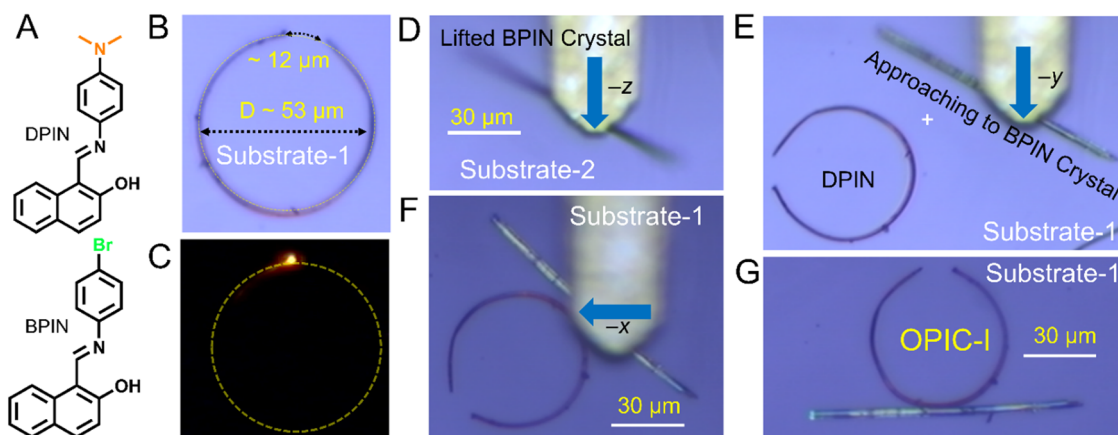 A
N
DPIN
N
OH
Br
BPIN
N
OH
B
~ 12 μm
D ~ 53 μm
Substrate-1
C
D
Lifted BPIN Crystal
–z
30 μm
Substrate-2
E
–y
Approaching to BPIN Crystal
+
DPIN
Substrate-1
F
Substrate-1
–x
30 μm
G
Substrate-1
OPIC-I
30 μm